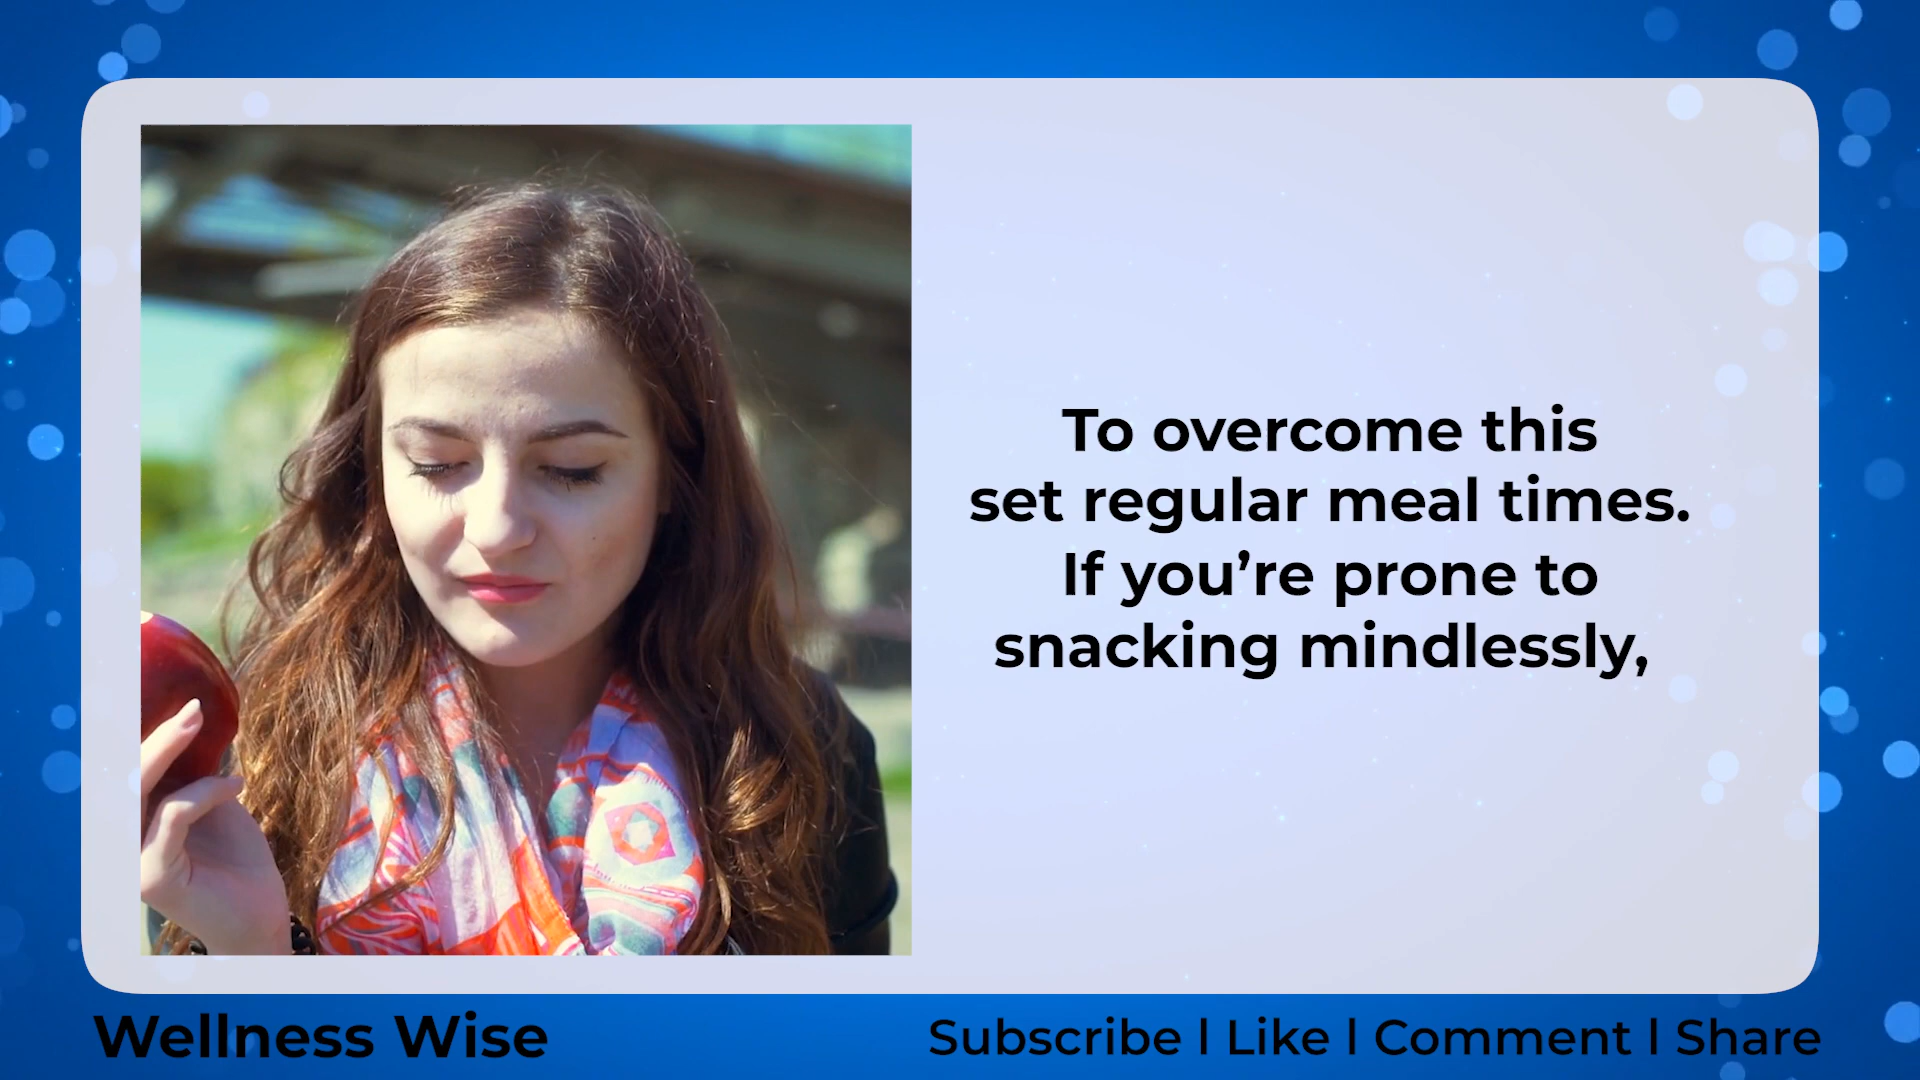 To overcome this
set regular meal times.
If you’re prone to
snacking mindlessly,
Wellness Wise
Subscribe l Like l Comment l Share